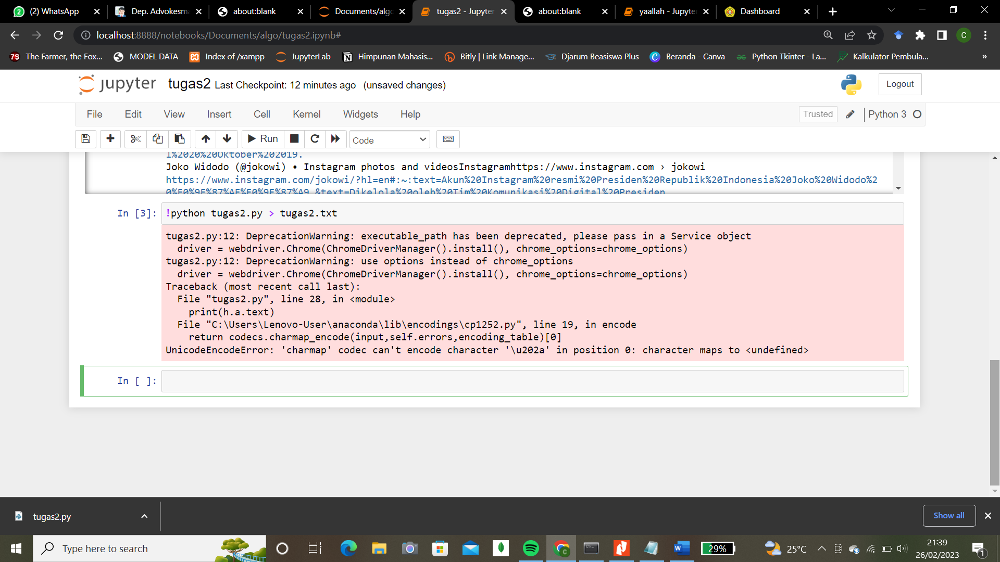 (2) WhatsApp
Dep. Advokesma
about:blank
Documents/algo
tugas2 - Jupyter
about:blank
yaallah - Jupyter
Dashboard
localhost:8888/notebooks/Documents/algo/tugas2.ipynb#
C
7S The Farmer, the Fox...
MODEL DATA
Index of /xampp
JupyterLab
Himpunan Mahasis...
Bitly | Link Manage...
Djarum Beasiswa Plus
Beranda - Canva
Python Tkinter - La...
Kalkulator Pembula...
»
jupyter tugas2 Last Checkpoint: 12 minutes ago (unsaved changes)
Logout
File Edit View Insert Cell Kernel Widgets Help
Trusted
Python 3
Run
Code
l%2020%20Oktober%202019.
Joko Widodo (@jokowi) • Instagram photos and videosInstagramhttps://www.instagram.com › jokowi
https://www.instagram.com/jokowi/?hl=en#:~:text=Akun%20Instagram%20resmi%20Presiden%20Republik%20Indonesia%20Joko%20Widodo%2
0%F0%9F%87%AE%F0%9F%87%A9.&text=Dikelola%20oleh%20Tim%20Komunikasi%20Digital%20Presiden
In [3]: !python tugas2.py > tugas2.txt
tugas2.py:12: DeprecationWarning: executable_path has been deprecated, please pass in a Service object
driver = webdriver.Chrome(ChromeDriverManager().install(), chrome_options=chrome_options)
tugas2.py:12: DeprecationWarning: use options instead of chrome_options
driver = webdriver.Chrome(ChromeDriverManager().install(), chrome_options=chrome_options)
Traceback (most recent call last):
File "tugas2.py", line 28, in <module>
print(h.a.text)
File "C:\Users\Lenovo-User\anaconda\lib\encodings\cp1252.py", line 19, in encode
return codecs.charmap_encode(input,self.errors,encoding_table)[0]
UnicodeEncodeError: 'charmap' codec can't encode character '\u202a' in position 0: character maps to <undefined>
In [ ]:
tugas2.py
Show all
Type here to search
29%
25°C
21:39
26/02/2023
1